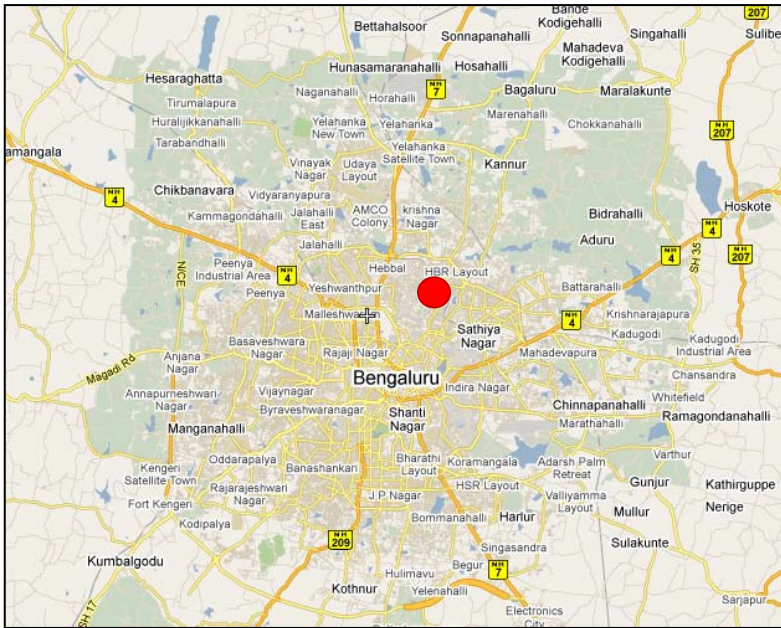 NH
207
Bande
Kodigehalli
Bettahalsoor
Sonnapanahalli
Singahalli
Sulibe
Mahadeva
Kodigehalli
Hunasamaranahalli
Hosahalli
Hesaraghatta
NH
7
Naganahalli
Horahalli
Bagaluru
Maralakunte
Tirumalapura
Marenahalli
Huralijikkanahalli
Yelahanka
New Town
Yelahanka
Chokkanahalli
NH
207
Tarabandhalli
Yelahanka
Satellite Town
amangala
Vinayak
Nagar
Udaya
Layout
Kannur
Chikbanavara
Vidyaranyapura
NH
4
Kammagondahalli
Jalahalli
East
AMCO
Colony
krishna
Nagar
Bidrahalli
Hoskote
NH
4
Jalahalli
Aduru
NH
4
NH
207
SH 35
Peenya
Industrial Area
NICE
NH
4
Hebbal
HBR Layout
Peenya
Yeshwanthpur
Battarahalli
Malleshwaram
NH
4
Krishnarajapura
Kadugodi
Sathiya
Nagar
Basaveshwara
Nagar
Kadugodi
Industrial Area
Anjana
Nagar
Rajaji Nagar
Mahadevapura
Magadi Rd
Bengaluru
Chansandra
Annapurneshwari
Nagar
Vijaynagar
Indira Nagar
Whitefield
Byraveshwaranagar
Shanti
Nagar
Chinnapanahalli
Ramagondanahalli
Manganahalli
Marathahalli
Oddarapalya
Bharathi
Layout
Koramangala
Adarsh Palm
Retreat
Varthur
Kengeri
Satellite Town
Banashankari
Rajarajeshwari
Nagar
HSR Layout
Gunjur
Kathirguppe
Fort Kengeri
J.P.Nagar
Valliyamma
Layout
Mullur
Nerige
Kodipalya
Bommanahalli
Harlur
NH
209
Singasandra
Sulakunte
Kumbalgodu
Begur
NH
7
Hulimavu
Kothnur
Yelenahalli
Sarjapur
SH 17
Electronics
City